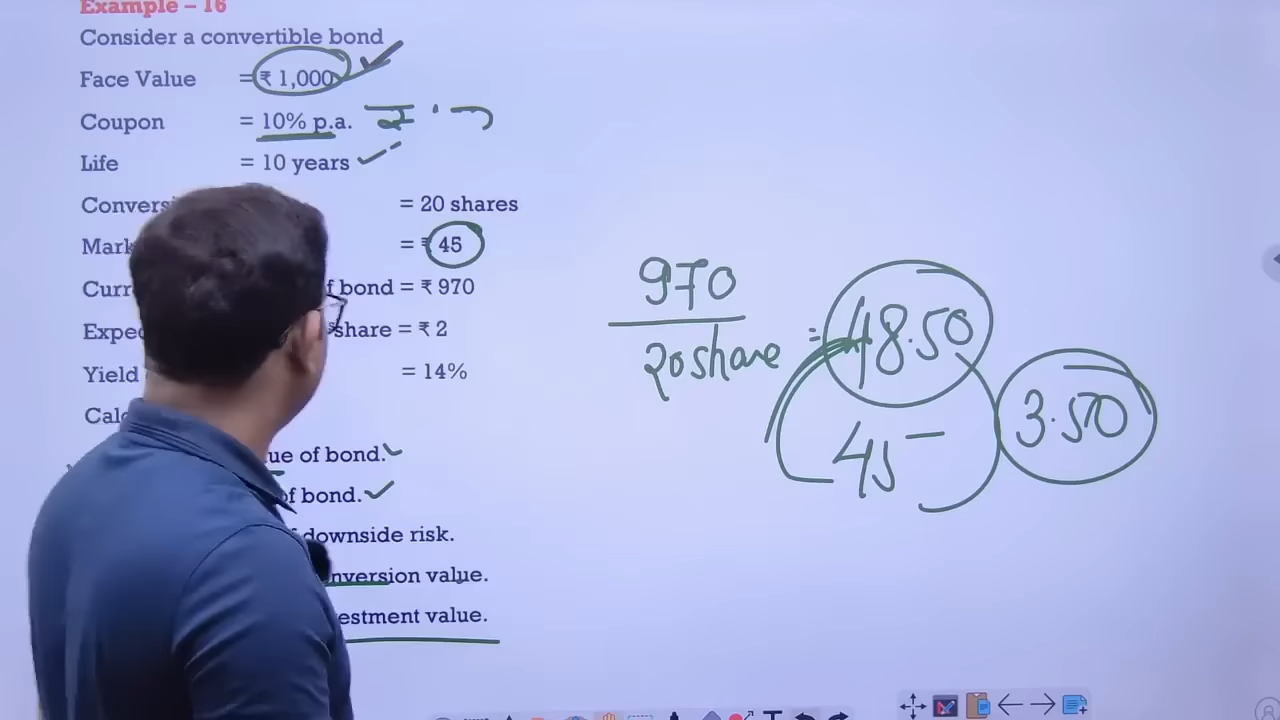 Example – 16
Consider a convertible bond
Face Value = ₹ 1,000
Coupon = 10% p.a.
Life = 10 years
Convers = 20 shares
Mark = ₹ 45
Curr f bond = ₹ 970
Expec share = ₹ 2
Yield = 14%
Calc
ue of bond.
of bond.
f downside risk.
nversion value.
estment value.
970
20 share
= 48.50
45
3.50